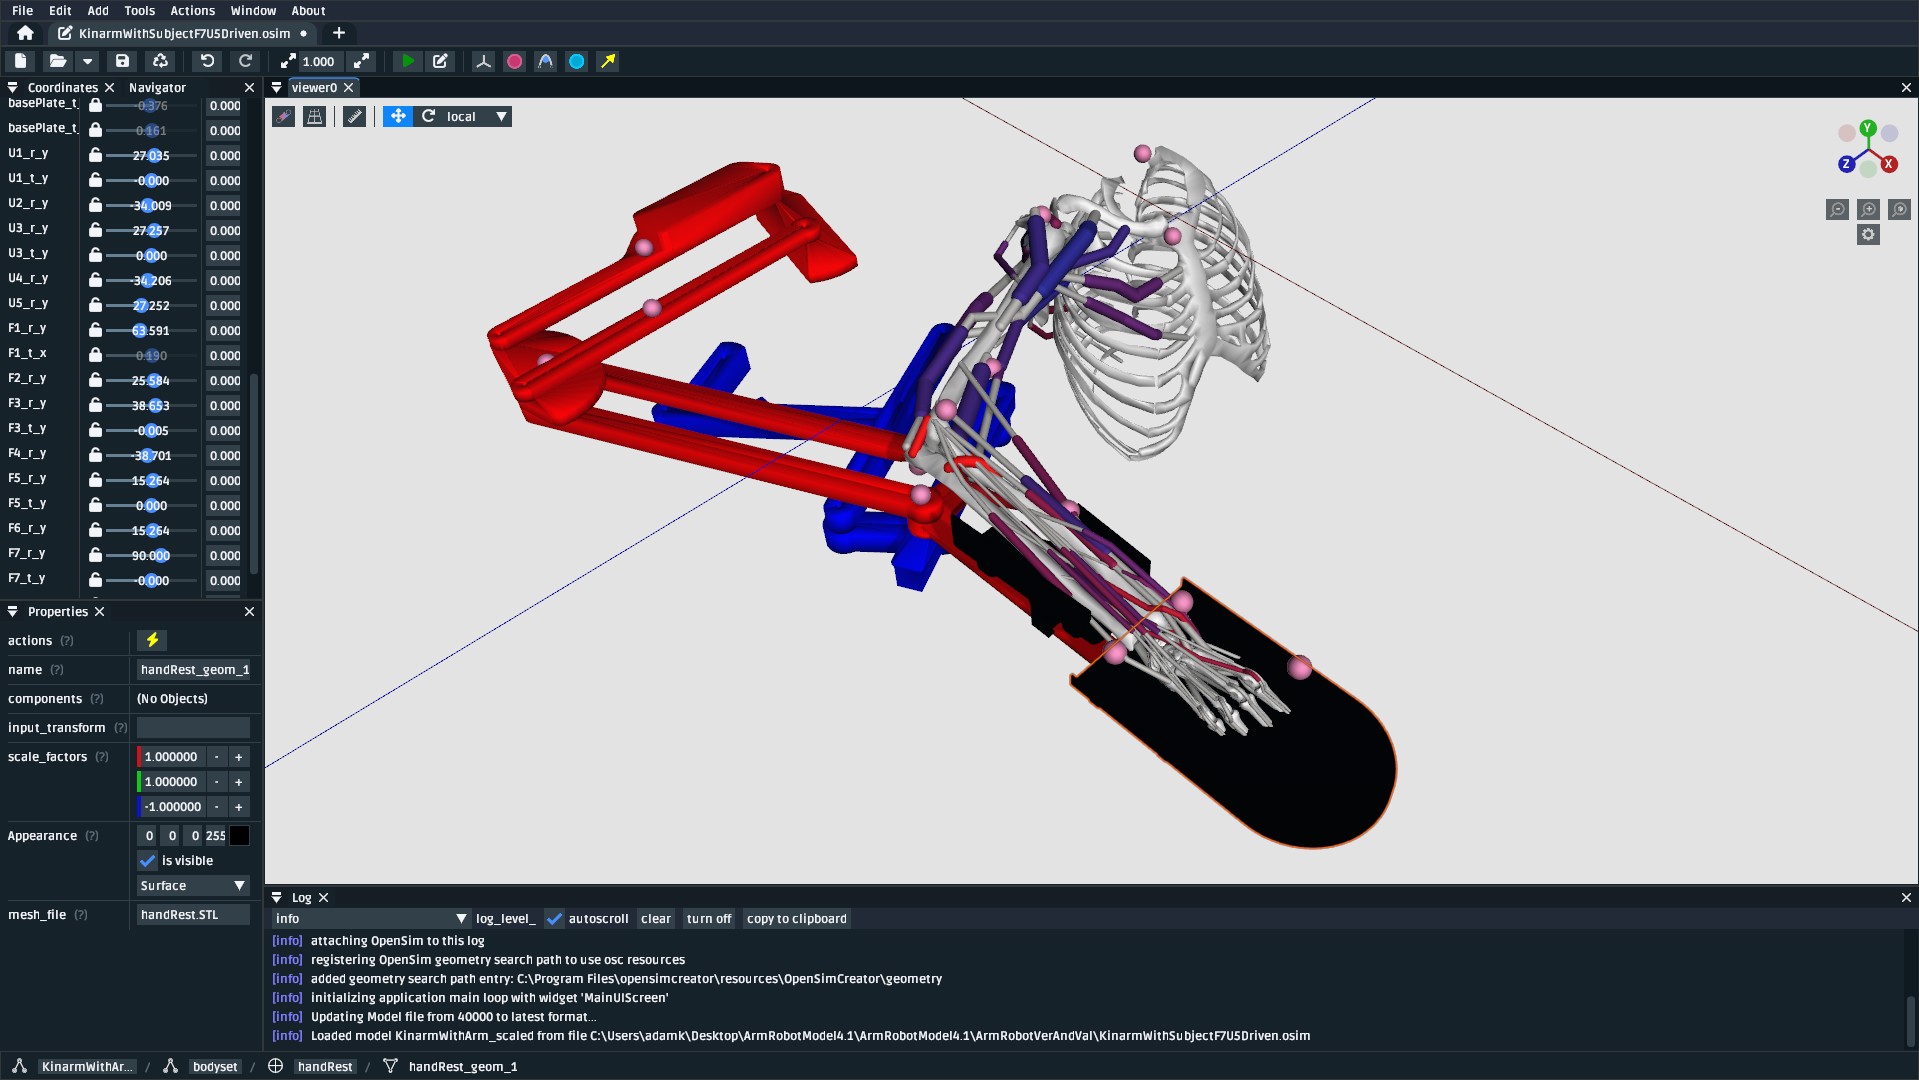 File Edit Add Tools Actions Window About
KinarmWithSubjectF7U5Driven.osim
1.000
Coordinates Navigator
viewer0
local
Y
Z X
basePlate_t_ -0.376 0.000
basePlate_t_ 0.161 0.000
U1_r_y 27.035 0.000
U1_t_y -0.000 0.000
U2_r_y -34.009 0.000
U3_r_y 27.257 0.000
U3_t_y 0.000 0.000
U4_r_y -34.206 0.000
U5_r_y 27.252 0.000
F1_r_y 63.591 0.000
F1_t_x 0.190 0.000
F2_r_y 25.584 0.000
F3_r_y 38.653 0.000
F3_t_y -0.005 0.000
F4_r_y -38.701 0.000
F5_r_y 15.264 0.000
F5_t_y 0.000 0.000
F6_r_y 15.264 0.000
F7_r_y 90.000 0.000
F7_t_y -0.000 0.000
Properties
actions (?)
name (?) handRest_geom_1
components (?) (No Objects)
input_transform (?)
scale_factors (?) 1.000000 - +
1.000000 - +
-1.000000 - +
Appearance (?) 0 0 0 255
is visible
Surface
mesh_file (?) handRest.STL
Log
info log_level_ autoscroll clear turn off copy to clipboard
[info] attaching OpenSim to this log
[info] registering OpenSim geometry search path to use osc resources
[info] added geometry search path entry: C:\Program Files\opensimcreator\resources\OpenSimCreator\geometry
[info] initializing application main loop with widget 'MainUIScreen'
[info] Updating Model file from 40000 to latest format...
[info] Loaded model KinarmWithArm_scaled from file C:\Users\adamk\Desktop\ArmRobotModel4.1\ArmRobotModel4.1\ArmRobotVerAndVal\KinarmWithSubjectF7U5Driven.osim
KinarmWithAr... / bodyset / handRest / handRest_geom_1